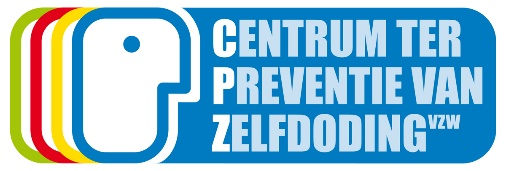 CENTRUM TER
PREVENTIE VAN
ZELFDODING VZW